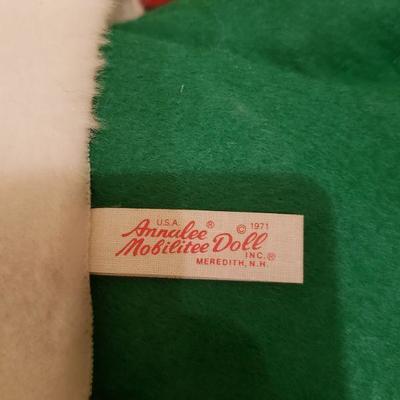 U.S.A. ® © 1971
Annalee
Mobilitee Doll
INC.®
MEREDITH, N.H.